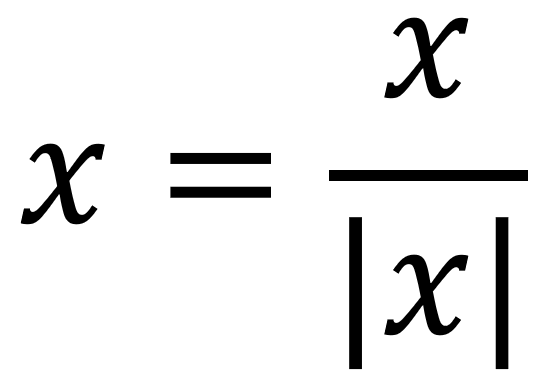 x = x/|x|